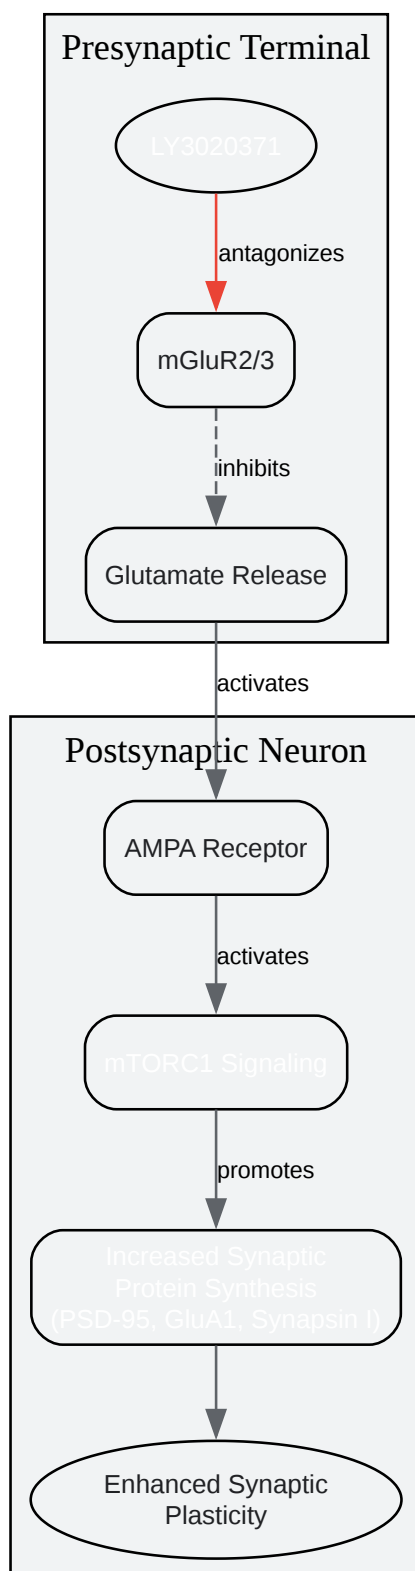 Presynaptic Terminal
LY3020371
antagonizes
mGluR2/3
inhibits
Glutamate Release
activates
Postsynaptic Neuron
AMPA Receptor
activates
mTORC1 Signaling
promotes
Increased Synaptic
Protein Synthesis
(PSD-95, GluA1, Synapsin I)
Enhanced Synaptic
Plasticity